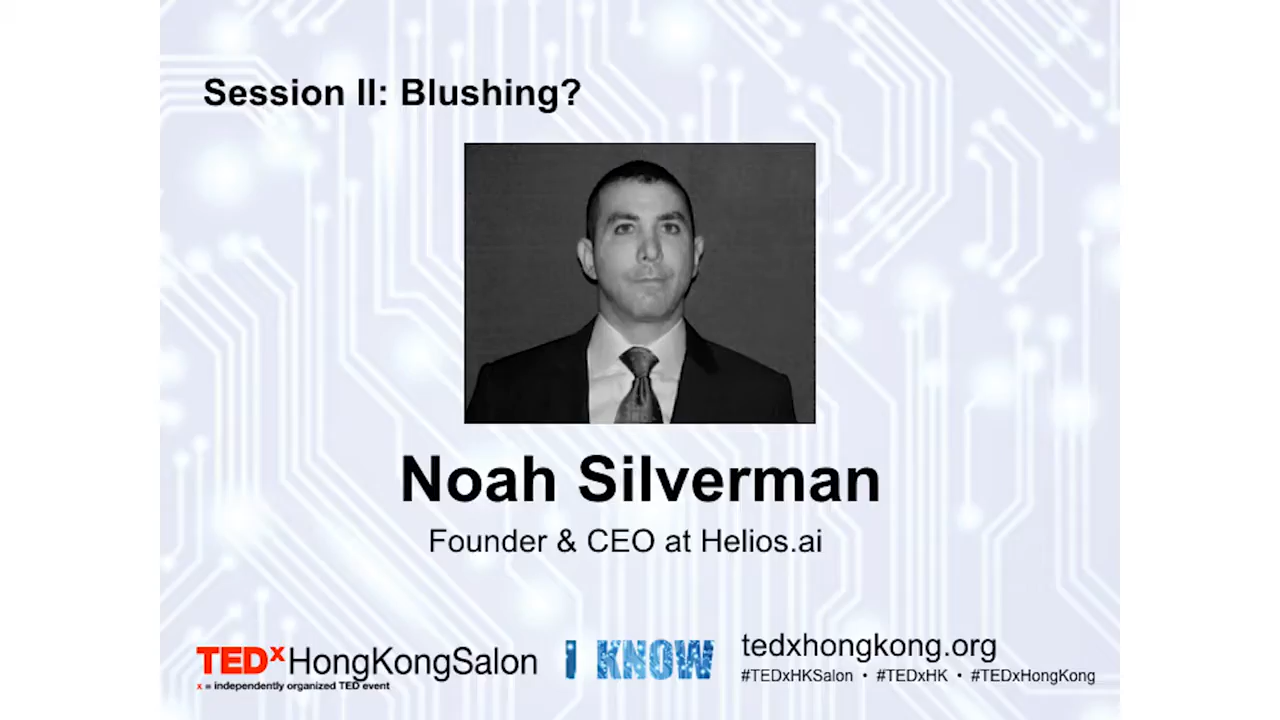 Session II: Blushing?
Noah Silverman
Founder & CEO at Helios.ai
TEDx HongKongSalon
x = independently organized TED event
I KNOW
tedxhongkong.org
#TEDxHKSalon • #TEDxHK • #TEDxHongKong